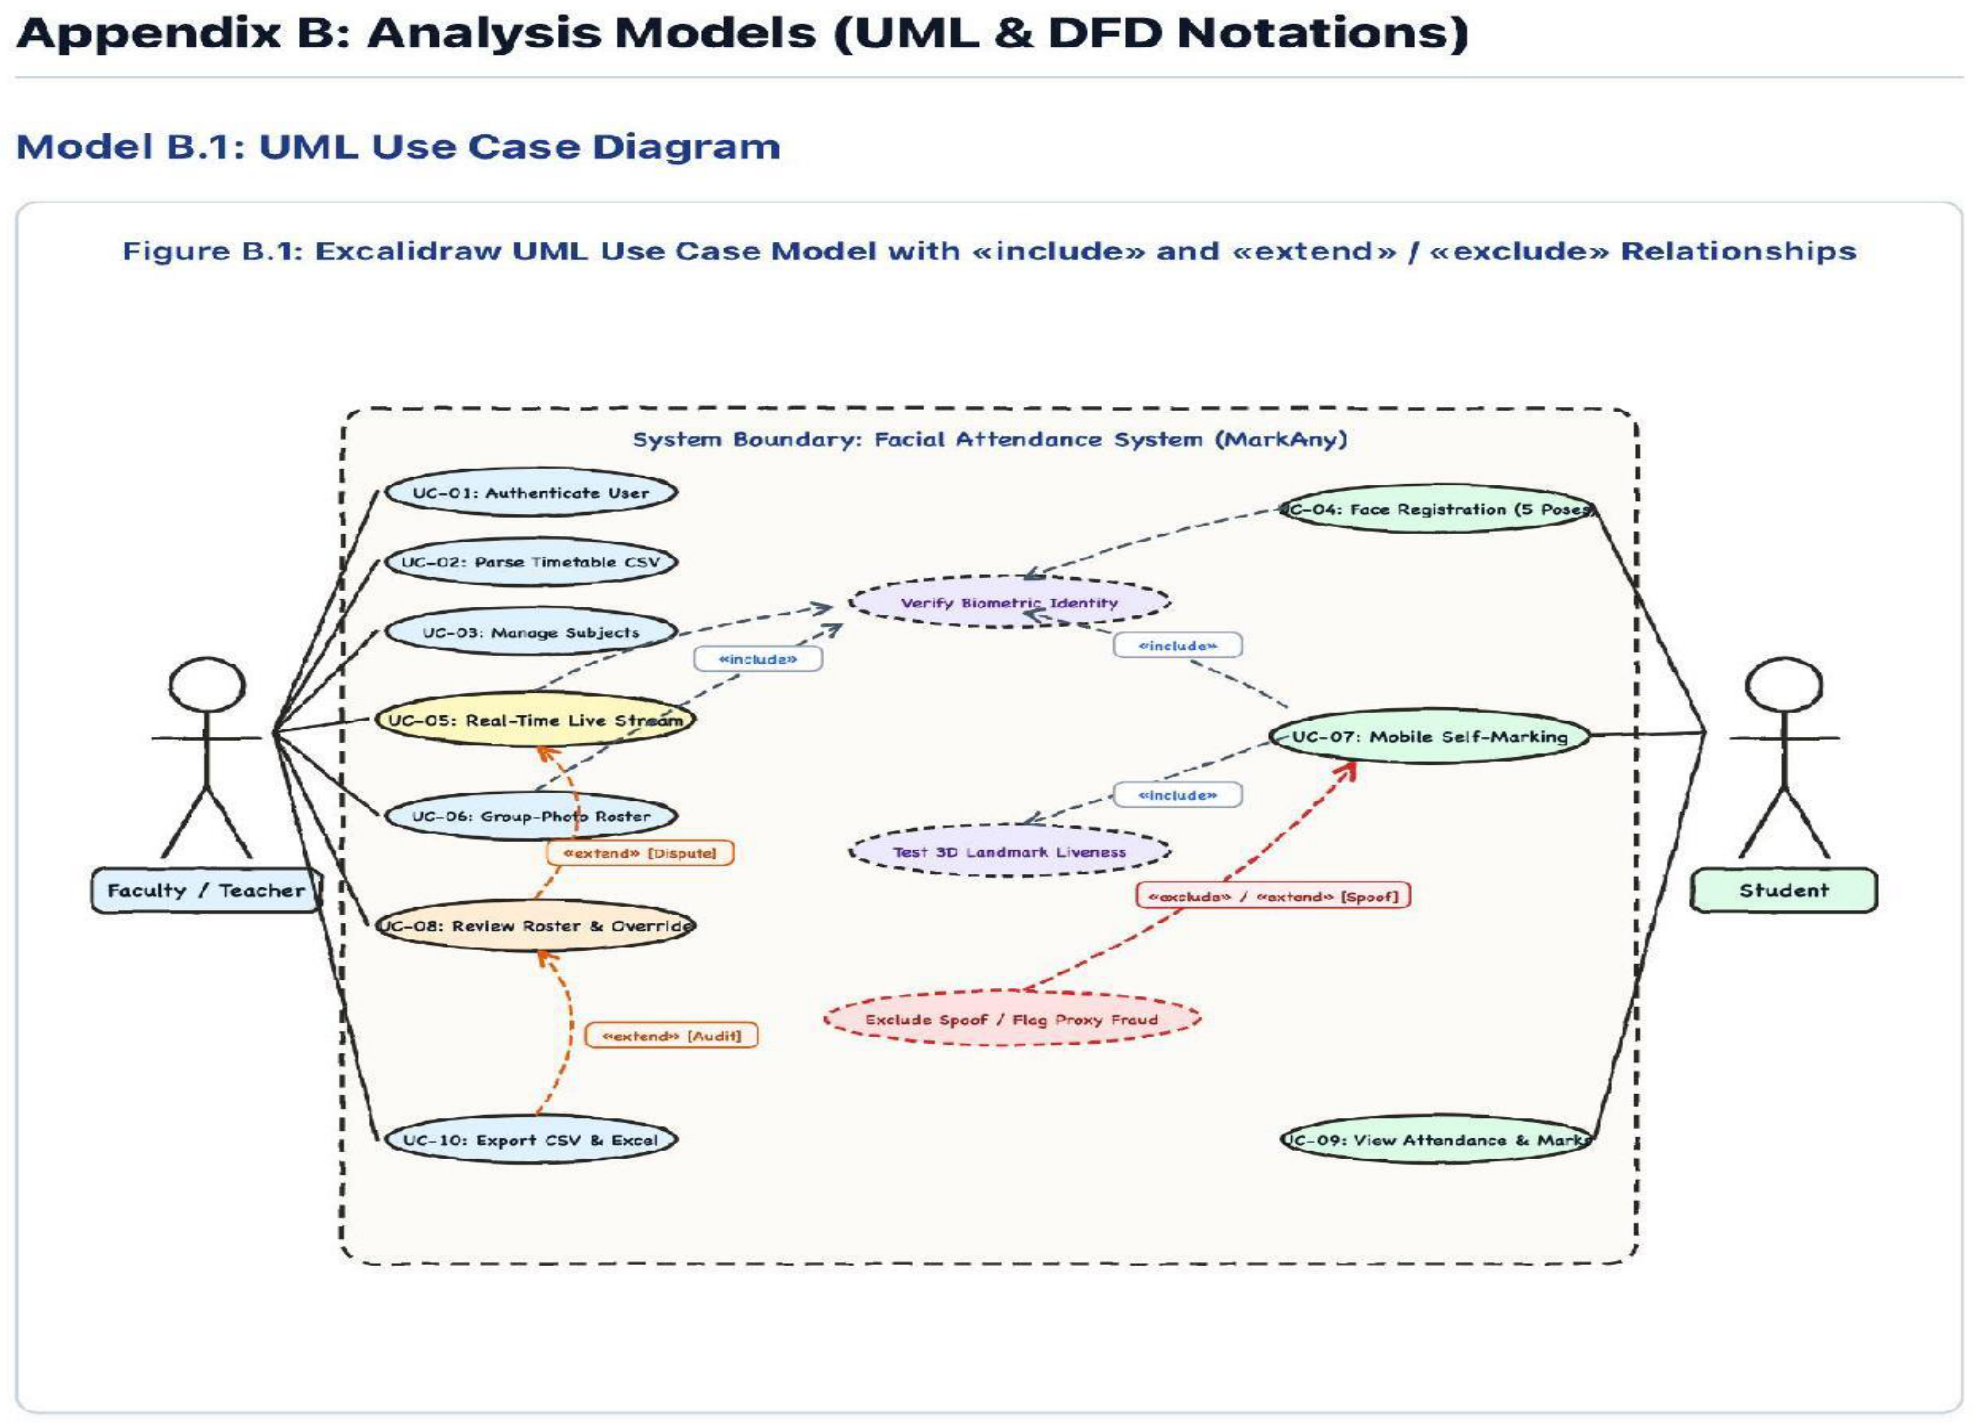 Appendix B: Analysis Models (UML & DFD Notations)
Model B.1: UML Use Case Diagram
Figure B.1: Excalidraw UML Use Case Model with «include» and «extend» / «exclude» Relationships
System Boundary: Facial Attendance System (MarkAny)
UC-01: Authenticate User
C-04: Face Registration (5 Poses
UC-02: Parse Timetable CSV
Verify Biometric Identity
UC-03: Manage Subjects
«include»
«include»
UC-05: Real-Time Live Stream
UC-07: Mobile Self-Marking
«include»
UC-06: Group-Photo Roster
«extend» [Dispute]
Test 3D Landmark Liveness
Faculty / Teacher
«exclude» / «extend» [Spoof]
Student
UC-08: Review Roster & Override
Exclude Spoof / Flag Proxy Fraud
«extend» [Audit]
UC-10: Export CSV & Excel
UC-09: View Attendance & Marks